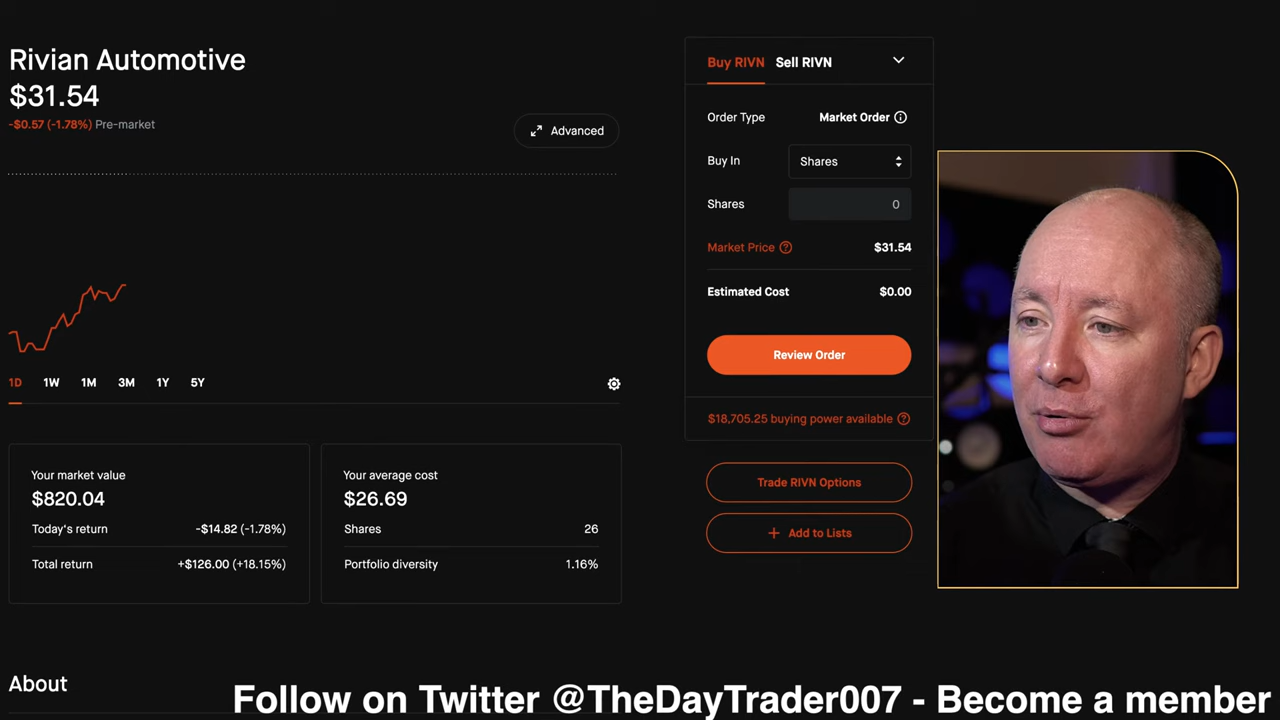 Rivian Automotive
$31.54
-$0.57 (-1.78%) Pre-market
Advanced
1D 1W 1M 3M 1Y 5Y
Your market value
$820.04
Today's return -$14.82 (-1.78%)
Total return +$126.00 (+18.15%)
Your average cost
$26.69
Shares 26
Portfolio diversity 1.16%
About
Buy RIVN Sell RIVN
Order Type Market Order
Buy In Shares
Shares 0
Market Price $31.54
Estimated Cost $0.00
Review Order
$18,705.25 buying power available
Trade RIVN Options
+ Add to Lists
Follow on Twitter @TheDayTrader007 - Become a member